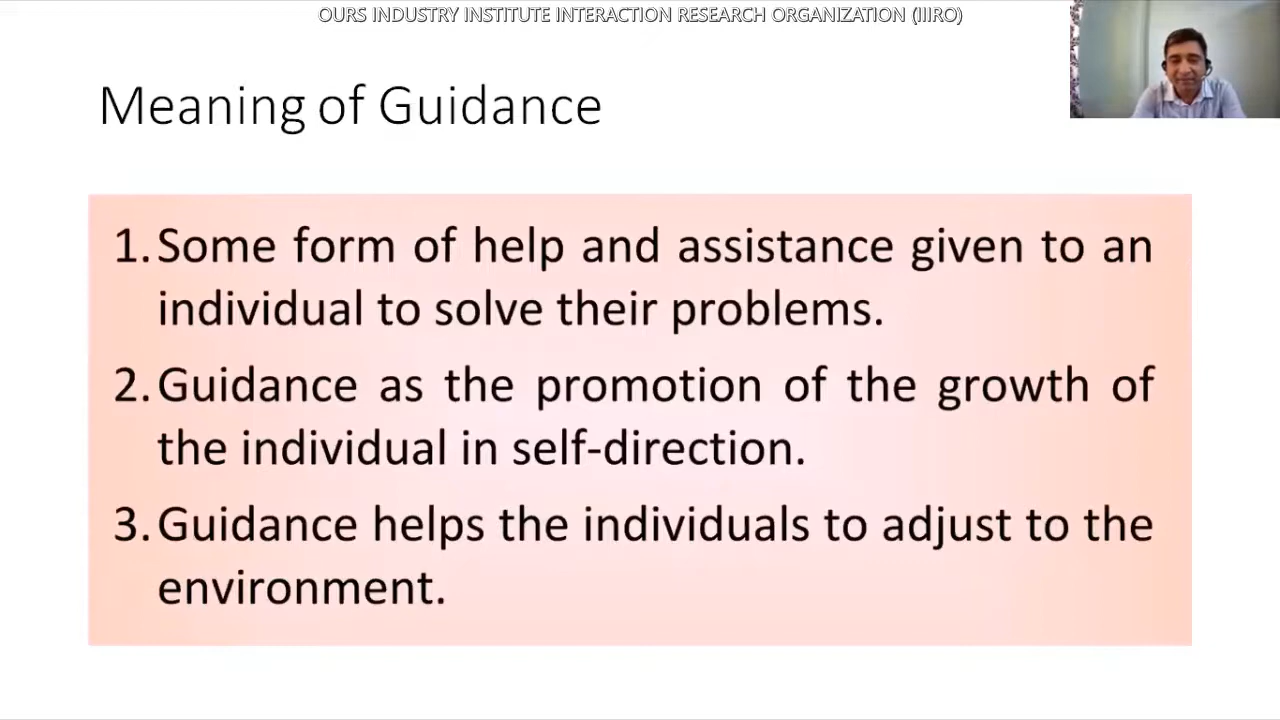 OURS INDUSTRY INSTITUTE INTERACTION RESEARCH ORGANIZATION (IIIRO)
Meaning of Guidance
1. Some form of help and assistance given to an
individual to solve their problems.
2. Guidance as the promotion of the growth of
the individual in self-direction.
3. Guidance helps the individuals to adjust to the
environment.